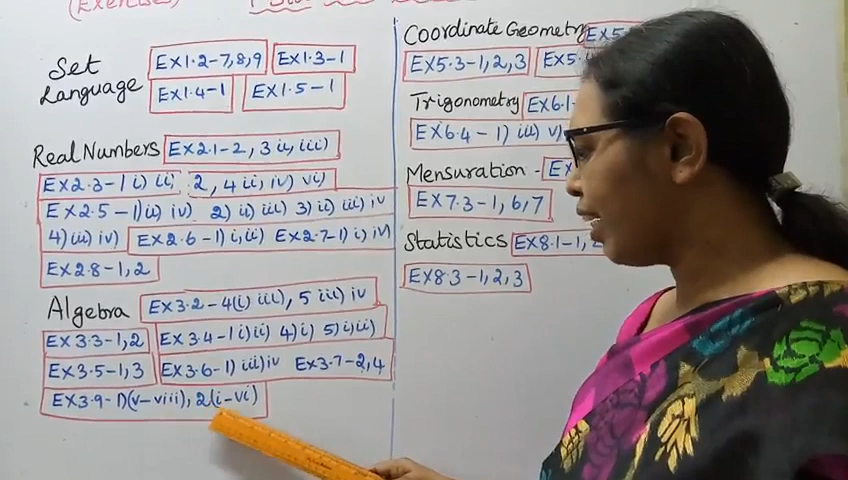 (Exercises)
Set
Language
EX1.2-7,8,9
EX1.3-1
EX1.4-1
EX1.5-1
Real Numbers
EX2.1-2, 3 ii, iii)
EX2.3-1 i) ii) 2, 4 ii, iv) vi)
EX2.5-1)ii) iv) 2) ii) iii) 3) ii) iii) iv
4)iii) iv) EX2.6-1)i,ii) EX2.7-1) i) iv)
EX2.8-1,2
Algebra
EX3.2-4(i) iii), 5 iii) iv
EX3.3-1,2
EX3.4-1 i)ii) 4)i) 5)i,ii)
EX3.5-1,3
EX3.6-1) iii)iv EX3.7-2,4
EX3.9-1)(v-viii), 2(i-vi)
Coordinate Geometry
EX5.3-1,2,3
Trigonometry
EX6.4-1) iii) v)
Mensuration -
EX7.3-1,6,7
Statistics
EX8.1-1, 2
EX8.3-1,2,3